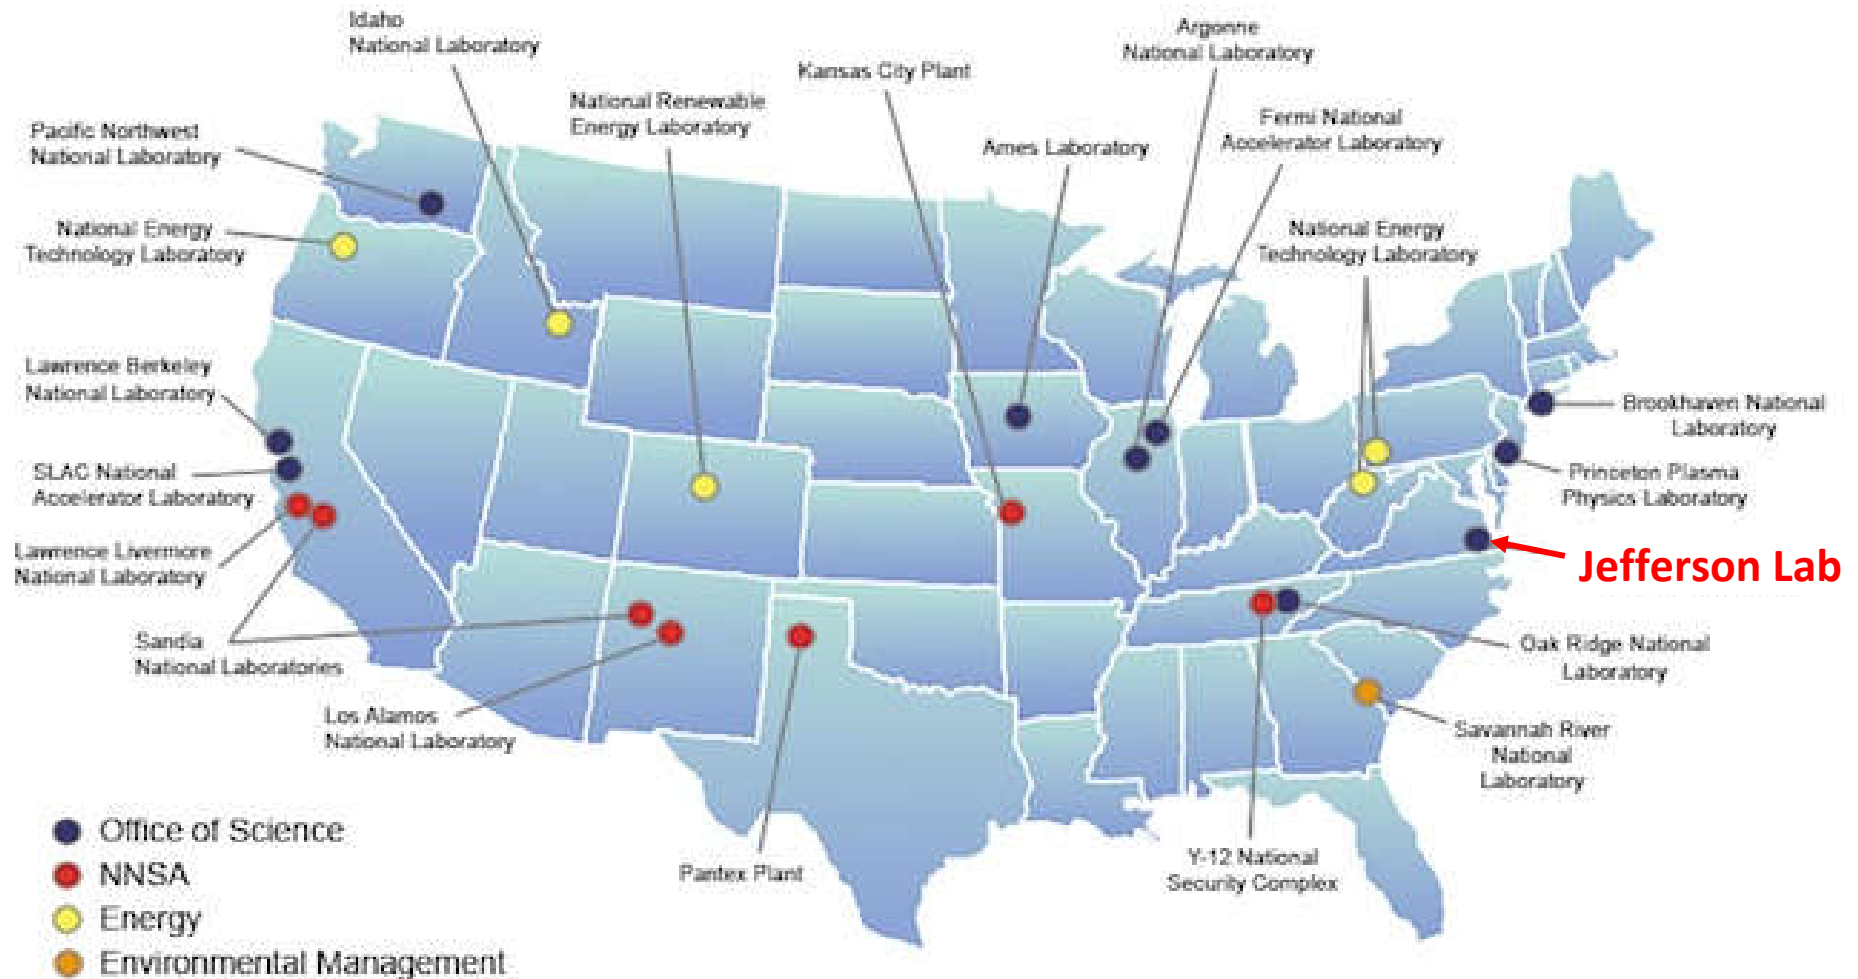 Idaho
National Laboratory
Argonne
National Laboratory
Kansas City Plant
National Renewable
Energy Laboratory
Fermi National
Accelerator Laboratory
Pacific Northwest
National Laboratory
Ames Laboratory
National Energy
Technology Laboratory
National Energy
Technology Laboratory
Lawrence Berkeley
National Laboratory
Brookhaven National
Laboratory
SLAC National
Accelerator Laboratory
Princeton Plasma
Physics Laboratory
Lawrence Livermore
National Laboratory
Jefferson Lab
Sandia
National Laboratories
Oak Ridge National
Laboratory
Los Alamos
National Laboratory
Savannah River
National
Laboratory
Pantex Plant
Y-12 National
Security Complex
Office of Science
NNSA
Energy
Environmental Management